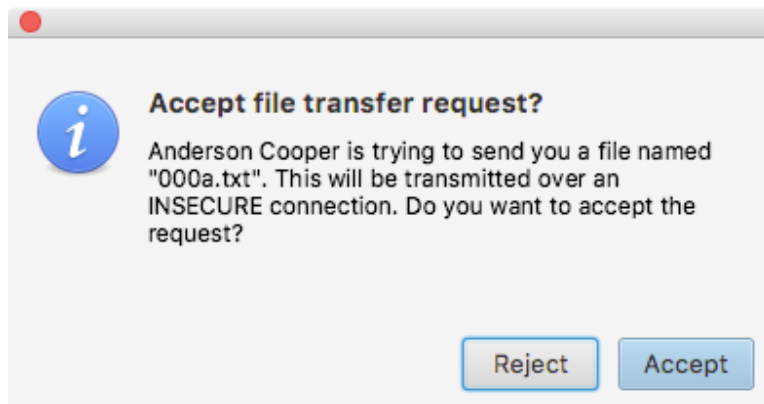 Accept file transfer request?
Anderson Cooper is trying to send you a file named
"000a.txt". This will be transmitted over an
INSECURE connection. Do you want to accept the
request?
Reject
Accept